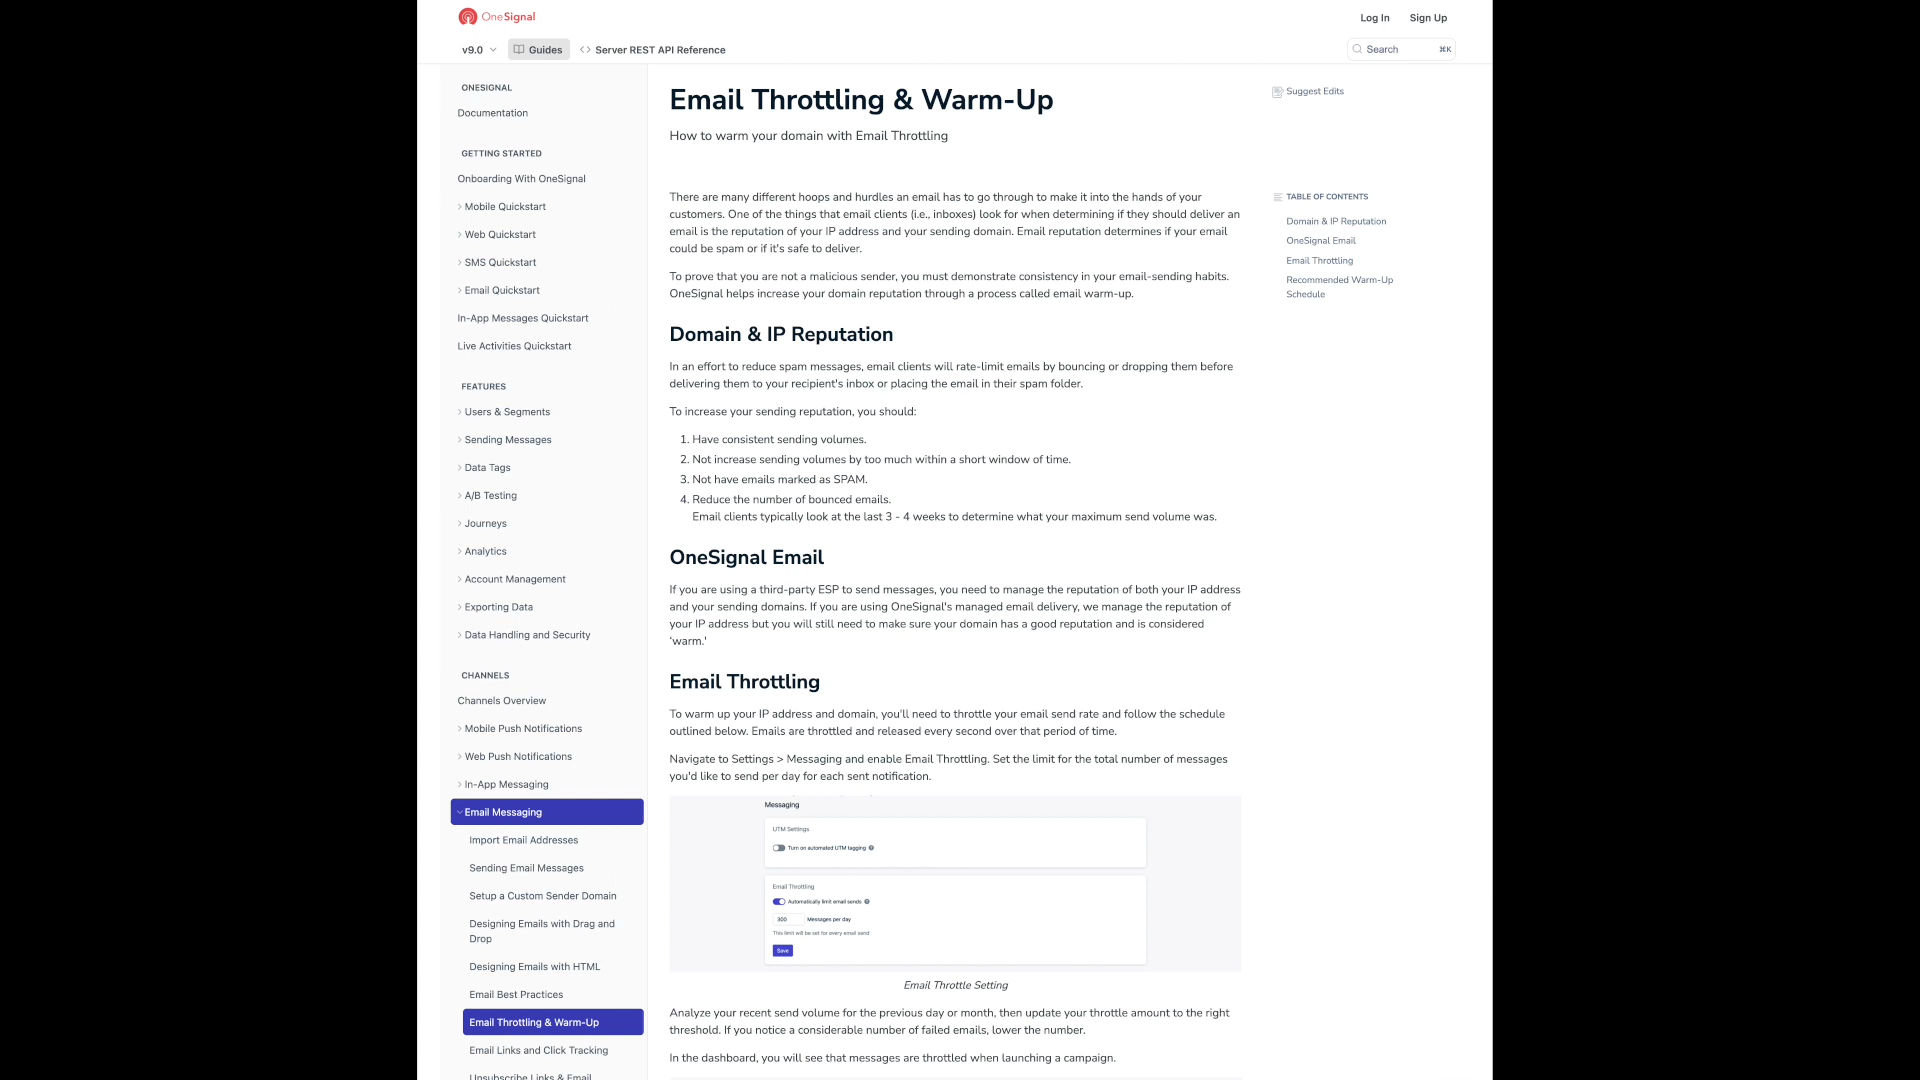 OneSignal
Log In
Sign Up
v9.0
Guides
Server REST API Reference
Search
⌘K
ONESIGNAL
Documentation
GETTING STARTED
Onboarding With OneSignal
Mobile Quickstart
Web Quickstart
SMS Quickstart
Email Quickstart
In-App Messages Quickstart
Live Activities Quickstart
FEATURES
Users & Segments
Sending Messages
Data Tags
A/B Testing
Journeys
Analytics
Account Management
Exporting Data
Data Handling and Security
CHANNELS
Channels Overview
Mobile Push Notifications
Web Push Notifications
In-App Messaging
Email Messaging
Import Email Addresses
Sending Email Messages
Setup a Custom Sender Domain
Designing Emails with Drag and
Drop
Designing Emails with HTML
Email Best Practices
Email Throttling & Warm-Up
Email Links and Click Tracking
Unsubscribe Links & Email
Email Throttling & Warm-Up
How to warm your domain with Email Throttling
There are many different hoops and hurdles an email has to go through to make it into the hands of your
customers. One of the things that email clients (i.e., inboxes) look for when determining if they should deliver an
email is the reputation of your IP address and your sending domain. Email reputation determines if your email
could be spam or if it's safe to deliver.
To prove that you are not a malicious sender, you must demonstrate consistency in your email-sending habits.
OneSignal helps increase your domain reputation through a process called email warm-up.
Domain & IP Reputation
In an effort to reduce spam messages, email clients will rate-limit emails by bouncing or dropping them before
delivering them to your recipient's inbox or placing the email in their spam folder.
To increase your sending reputation, you should:
1. Have consistent sending volumes.
2. Not increase sending volumes by too much within a short window of time.
3. Not have emails marked as SPAM.
4. Reduce the number of bounced emails.
Email clients typically look at the last 3 - 4 weeks to determine what your maximum send volume was.
OneSignal Email
If you are using a third-party ESP to send messages, you need to manage the reputation of both your IP address
and your sending domains. If you are using OneSignal's managed email delivery, we manage the reputation of
your IP address but you will still need to make sure your domain has a good reputation and is considered
'warm.'
Email Throttling
To warm up your IP address and domain, you'll need to throttle your email send rate and follow the schedule
outlined below. Emails are throttled and released every second over that period of time.
Navigate to Settings > Messaging and enable Email Throttling. Set the limit for the total number of messages
you'd like to send per day for each sent notification.
Messaging
UTM Settings
Turn on automated UTM tagging
Email Throttling
Automatically limit email sends
300 Messages per day
This limit will be set for every email send
Save
Email Throttle Setting
Analyze your recent send volume for the previous day or month, then update your throttle amount to the right
threshold. If you notice a considerable number of failed emails, lower the number.
In the dashboard, you will see that messages are throttled when launching a campaign.
Suggest Edits
TABLE OF CONTENTS
Domain & IP Reputation
OneSignal Email
Email Throttling
Recommended Warm-Up
Schedule